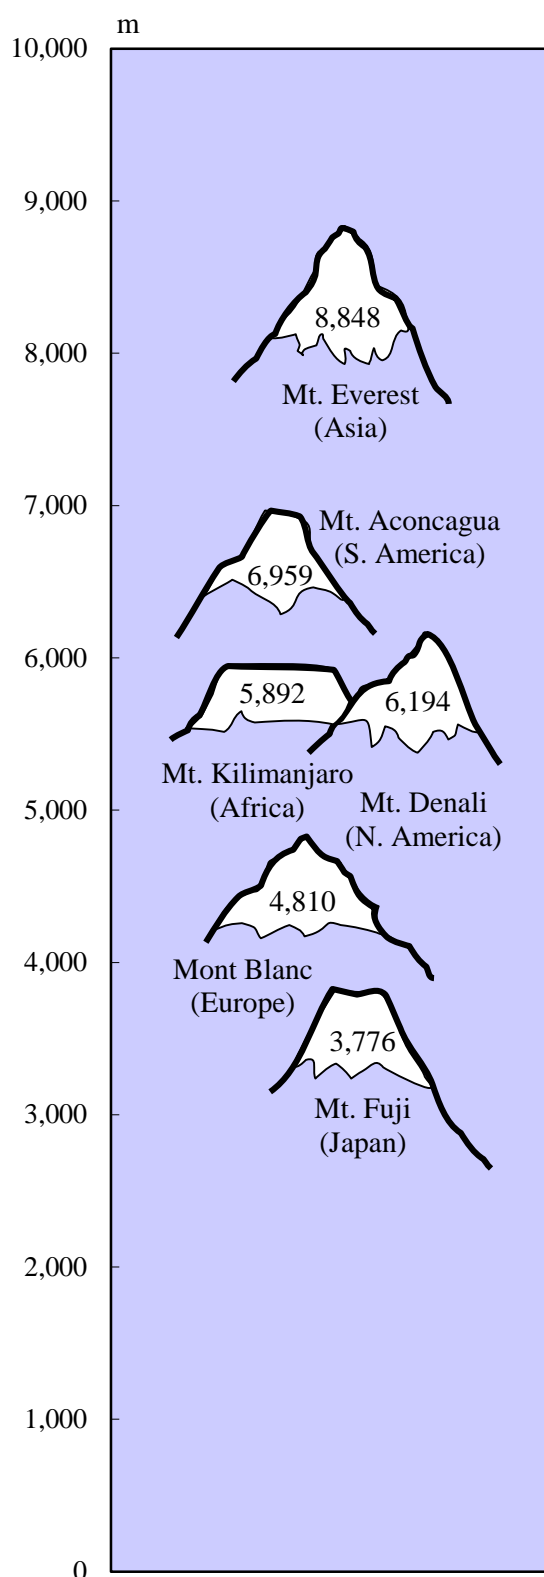 m
10,000
9,000
8,848
8,000
Mt. Everest
(Asia)
7,000
Mt. Aconcagua
(S. America)
6,959
6,000
5,892
6,194
Mt. Kilimanjaro
(Africa)
5,000
Mt. Denali
(N. America)
4,810
4,000
Mont Blanc
(Europe)
3,776
3,000
Mt. Fuji
(Japan)
2,000
1,000
0